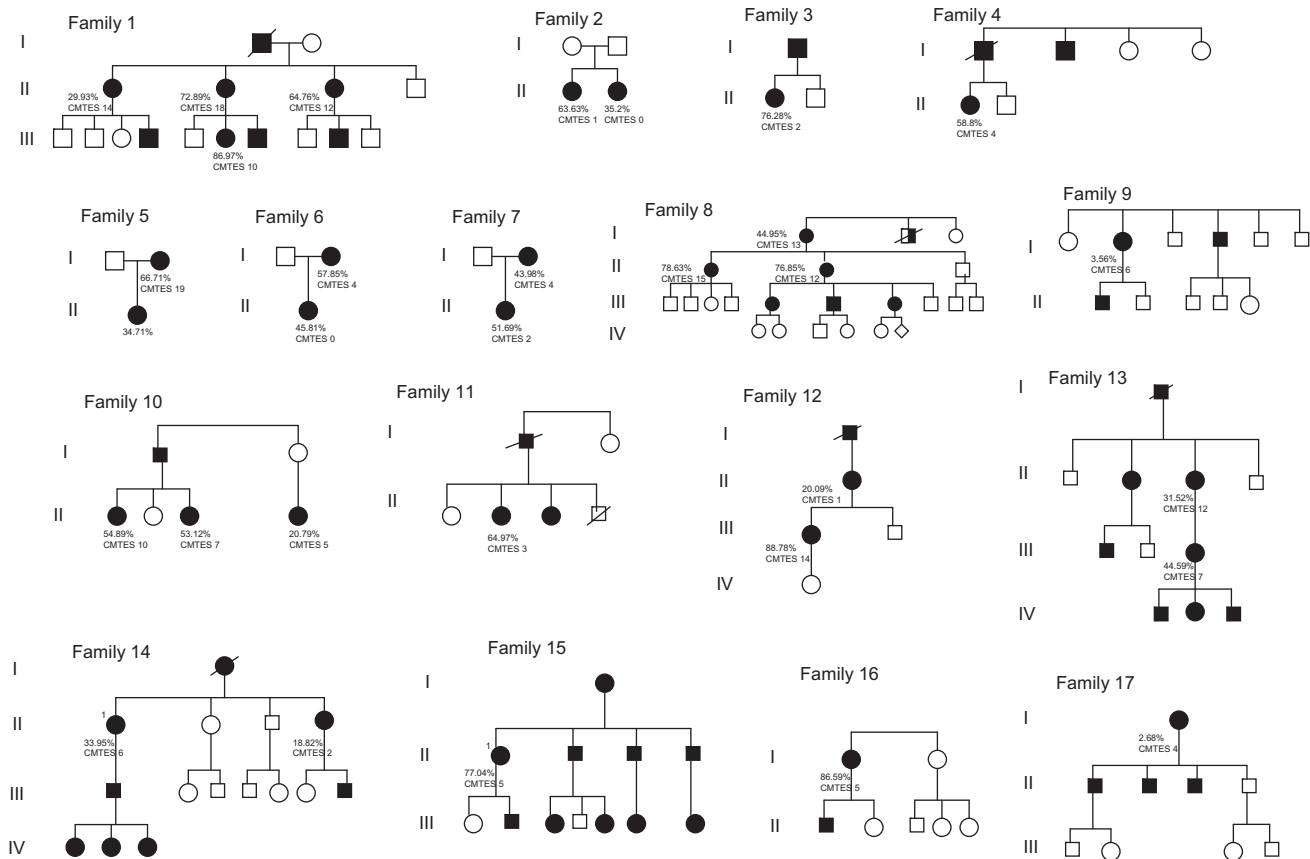 Family 1
I
II
29.93%
CMTES 14
72.89%
CMTES 18
64.76%
CMTES 12
III
86.97%
CMTES 10
Family 2
I
II
63.63%
CMTES 1
35.2%
CMTES 0
Family 3
I
II
76.28%
CMTES 2
Family 4
I
II
58.8%
CMTES 4
Family 5
I
66.71%
CMTES 19
II
34.71%
Family 6
I
57.85%
CMTES 4
II
45.81%
CMTES 0
Family 7
I
43.98%
CMTES 4
II
51.69%
CMTES 2
Family 8
I
44.95%
CMTES 13
II
78.63%
CMTES 15
76.85%
CMTES 12
III
IV
Family 9
I
3.56%
CMTES 6
II
Family 10
I
II
54.89%
CMTES 10
53.12%
CMTES 7
20.79%
CMTES 5
Family 11
I
II
64.97%
CMTES 3
Family 12
I
II
20.09%
CMTES 1
III
88.78%
CMTES 14
IV
Family 13
I
II
31.52%
CMTES 12
III
44.59%
CMTES 7
IV
Family 14
I
II
1
33.95%
CMTES 6
18.82%
CMTES 2
III
IV
Family 15
I
II
1
77.04%
CMTES 5
III
Family 16
I
86.59%
CMTES 5
II
Family 17
I
2.68%
CMTES 4
II
III